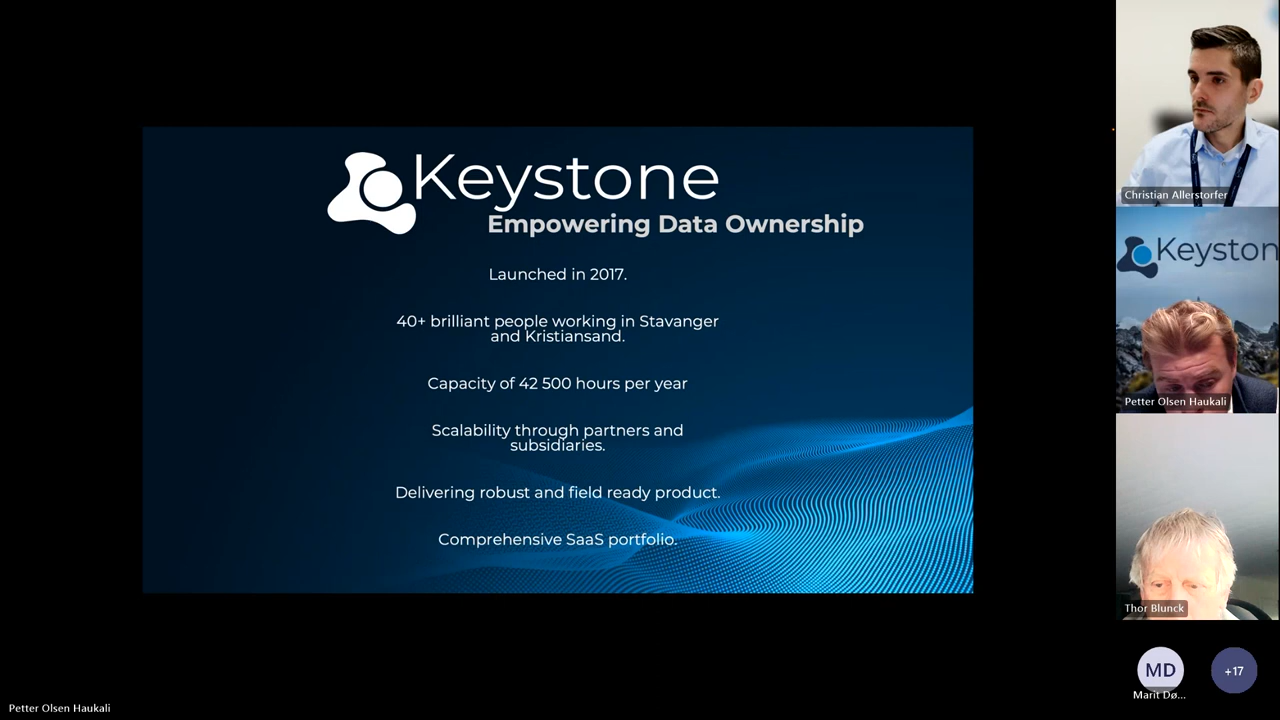 Keystone
Empowering Data Ownership
Launched in 2017.
40+ brilliant people working in Stavanger
and Kristiansand.
Capacity of 42 500 hours per year
Scalability through partners and
subsidiaries.
Delivering robust and field ready product.
Comprehensive SaaS portfolio.
Christian Allerstorfer
Keyston
Petter Olsen Haukali
Thor Blunck
MD
+17
Marit Dø...
Petter Olsen Haukali